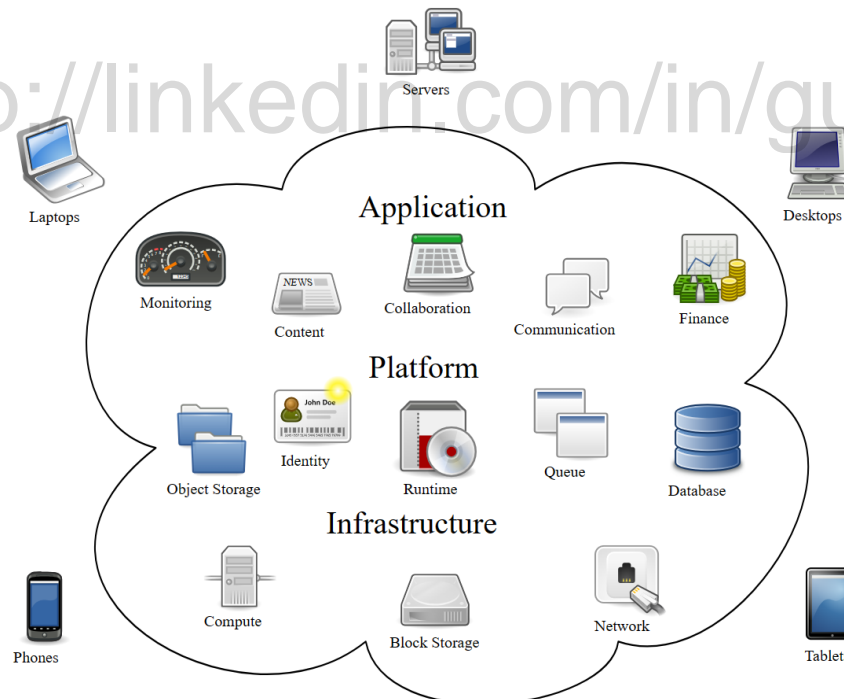 Servers
p://linkedin.com/in/gu
Laptops
Desktops
Application
Monitoring
NEWS
Content
Collaboration
Communication
Finance
Platform
John Doe
Object Storage
Identity
Runtime
Queue
Database
Infrastructure
Compute
Block Storage
Network
Phones
Tablet